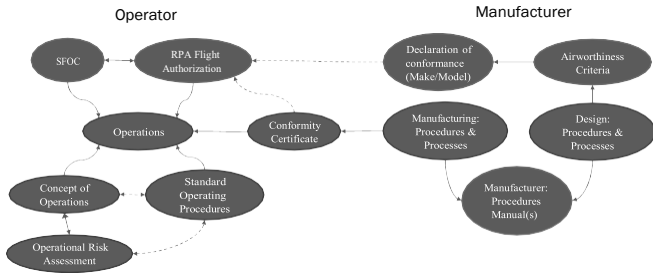 Operator
Manufacturer
SFOC
RPA Flight
Authorization
Declaration of
conformance
(Make/Model)
Airworthiness
Criteria
Operations
Conformity
Certificate
Manufacturing:
Procedures &
Processes
Design:
Procedures &
Processes
Concept of
Operations
Standard
Operating
Procedures
Manufacturer:
Procedures
Manual(s)
Operational Risk
Assessment